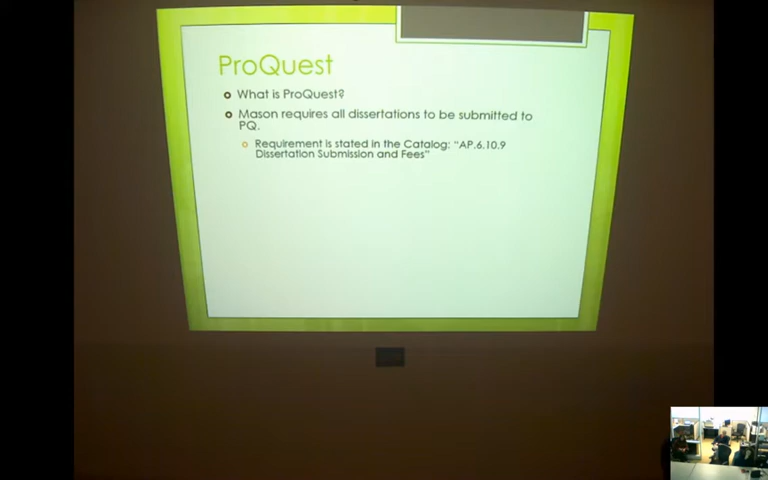 ProQuest
What is ProQuest?
Mason requires all dissertations to be submitted to
PQ.
Requirement is stated in the Catalog: “AP.6.10.9
Dissertation Submission and Fees”